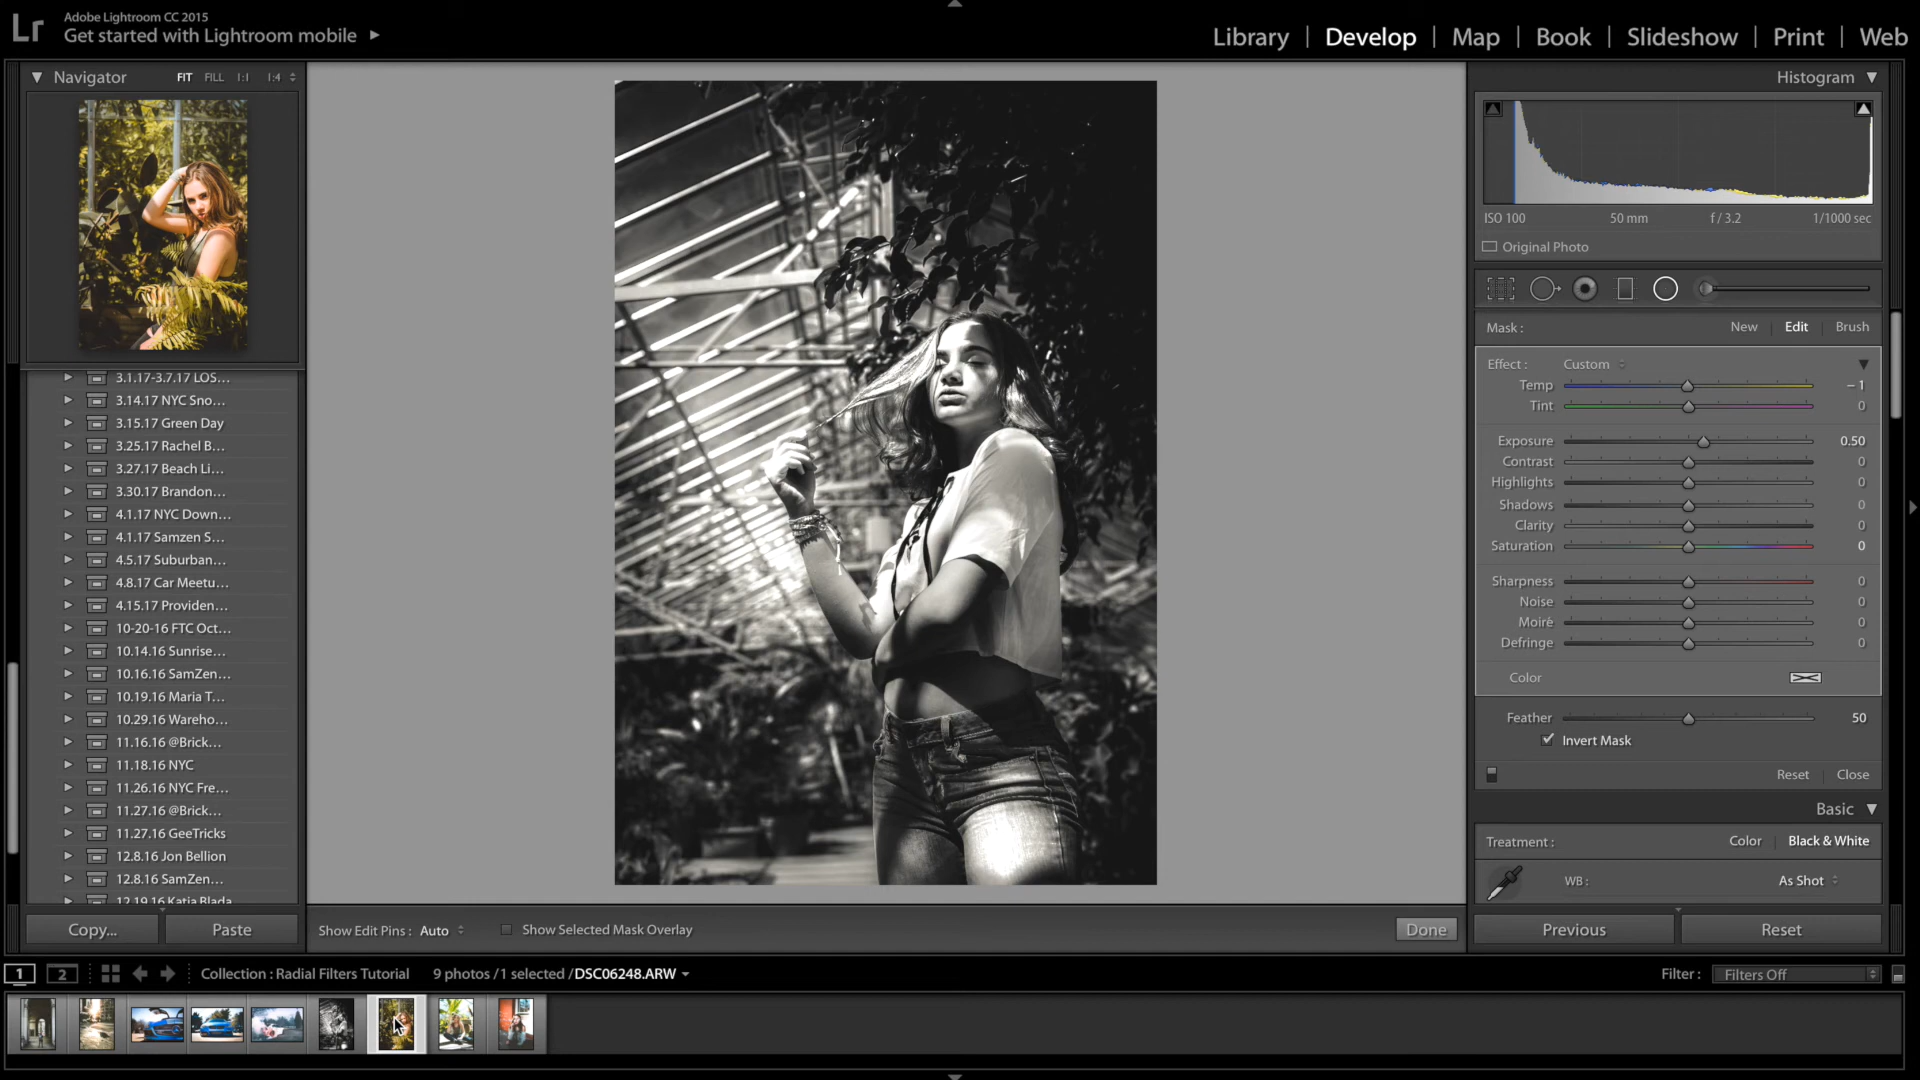 Lr
Adobe Lightroom CC 2015
Get started with Lightroom mobile
Library | Develop | Map | Book | Slideshow | Print | Web
Navigator FIT FILL 1:1 1:4
3.1.17-3.7.17 LOS...
3.14.17 NYC Sno...
3.15.17 Green Day
3.25.17 Rachel B...
3.27.17 Beach Li...
3.30.17 Brandon...
4.1.17 NYC Down...
4.1.17 Samzen S...
4.5.17 Suburban...
4.8.17 Car Meetu...
4.15.17 Providen...
10-20-16 FTC Oct...
10.14.16 Sunrise...
10.16.16 SamZen...
10.19.16 Maria T...
10.29.16 Wareho...
11.16.16 @Brick...
11.18.16 NYC
11.26.16 NYC Fre...
11.27.16 @Brick...
11.27.16 GeeTricks
12.8.16 Jon Bellion
12.8.16 SamZen...
12.19.16 Katia Blada
Copy... Paste
Show Edit Pins : Auto Show Selected Mask Overlay Done
Histogram
ISO 100 50 mm f / 3.2 1/1000 sec
Original Photo
Mask : New Edit Brush
Effect : Custom
Temp – 1
Tint 0
Exposure 0.50
Contrast 0
Highlights 0
Shadows 0
Clarity 0
Saturation 0
Sharpness 0
Noise 0
Moiré 0
Defringe 0
Color
Feather 50
Invert Mask
Reset Close
Basic
Treatment : Color Black & White
WB : As Shot
Previous Reset
1 2 Collection : Radial Filters Tutorial 9 photos /1 selected /DSC06248.ARW Filter : Filters Off